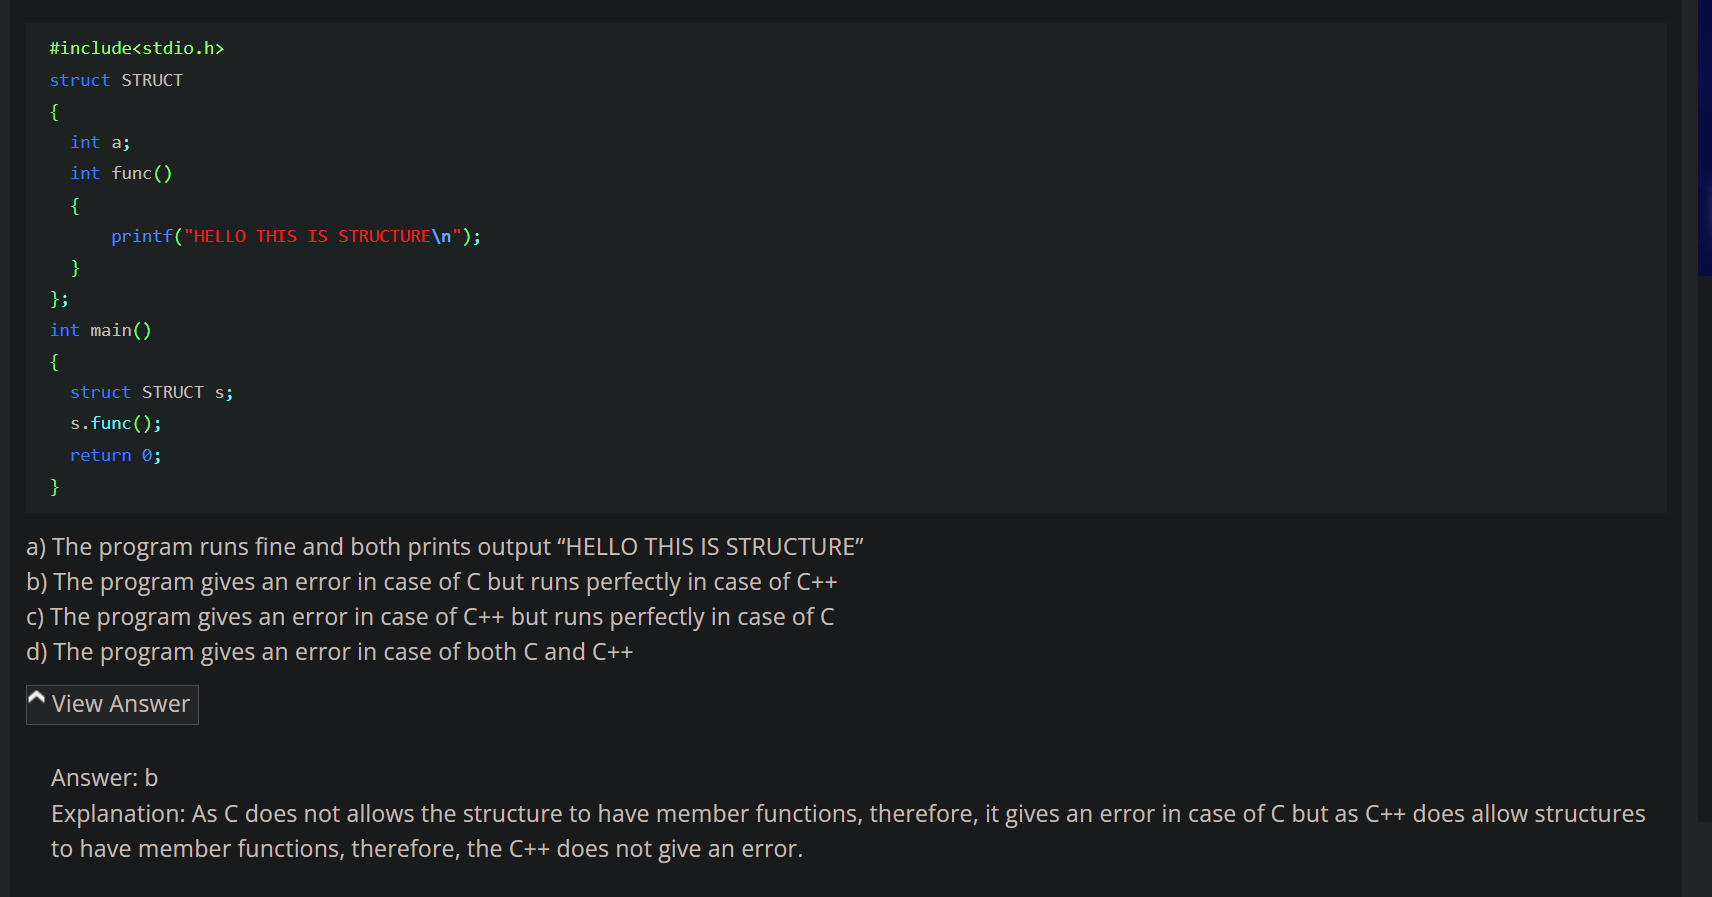 #include<stdio.h>
struct STRUCT
{
  int a;
  int func()
  {
      printf("HELLO THIS IS STRUCTURE\n");
  }
};
int main()
{
  struct STRUCT s;
  s.func();
  return 0;
}
a) The program runs fine and both prints output “HELLO THIS IS STRUCTURE”
b) The program gives an error in case of C but runs perfectly in case of C++
c) The program gives an error in case of C++ but runs perfectly in case of C
d) The program gives an error in case of both C and C++
View Answer
Answer: b
Explanation: As C does not allows the structure to have member functions, therefore, it gives an error in case of C but as C++ does allow structures
to have member functions, therefore, the C++ does not give an error.